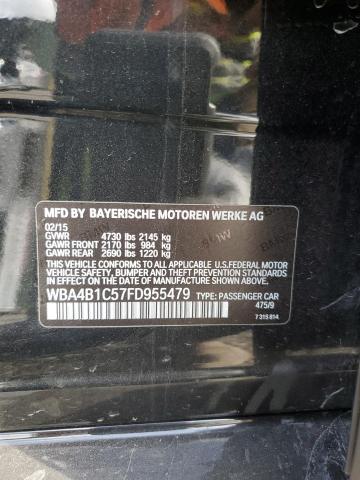 MFD BY BAYERISCHE MOTOREN WERKE AG
02/15
GVWR 4730 lbs 2145 kg
GAWR FRONT 2170 lbs 984 kg
GAWR REAR 2690 lbs 1220 kg
THIS VEHICLE CONFORMS TO ALL APPLICABLE U.S. FEDERAL MOTOR
VEHICLE SAFETY, BUMPER, AND THEFT PREVENTION STANDARDS
IN EFFECT ON THE DATE OF MANUFACTURE SHOWN ABOVE.
WBA4B1C57FD955479 TYPE: PASSENGER CAR
475/9
7 315 814